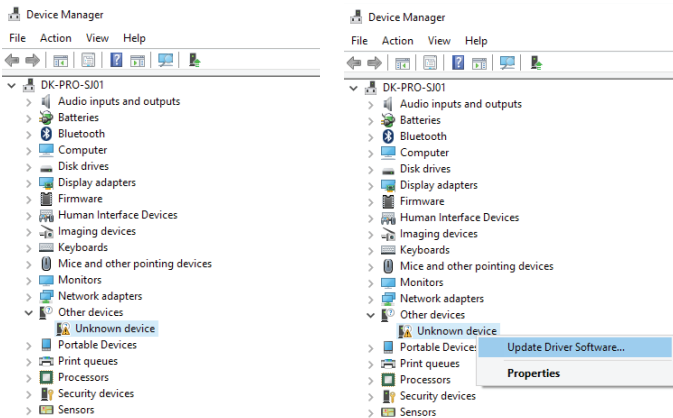 Device Manager
File Action View Help
DK-PRO-SJ01
Audio inputs and outputs
Batteries
Bluetooth
Computer
Disk drives
Display adapters
Firmware
Human Interface Devices
Imaging devices
Keyboards
Mice and other pointing devices
Monitors
Network adapters
Other devices
Unknown device
Portable Devices
Print queues
Processors
Security devices
Sensors
Device Manager
File Action View Help
DK-PRO-SJ01
Audio inputs and outputs
Batteries
Bluetooth
Computer
Disk drives
Display adapters
Firmware
Human Interface Devices
Imaging devices
Keyboards
Mice and other pointing devices
Monitors
Network adapters
Other devices
Unknown device
Portable Devices
Update Driver Software...
Print queues
Properties
Processors
Security devices
Sensors